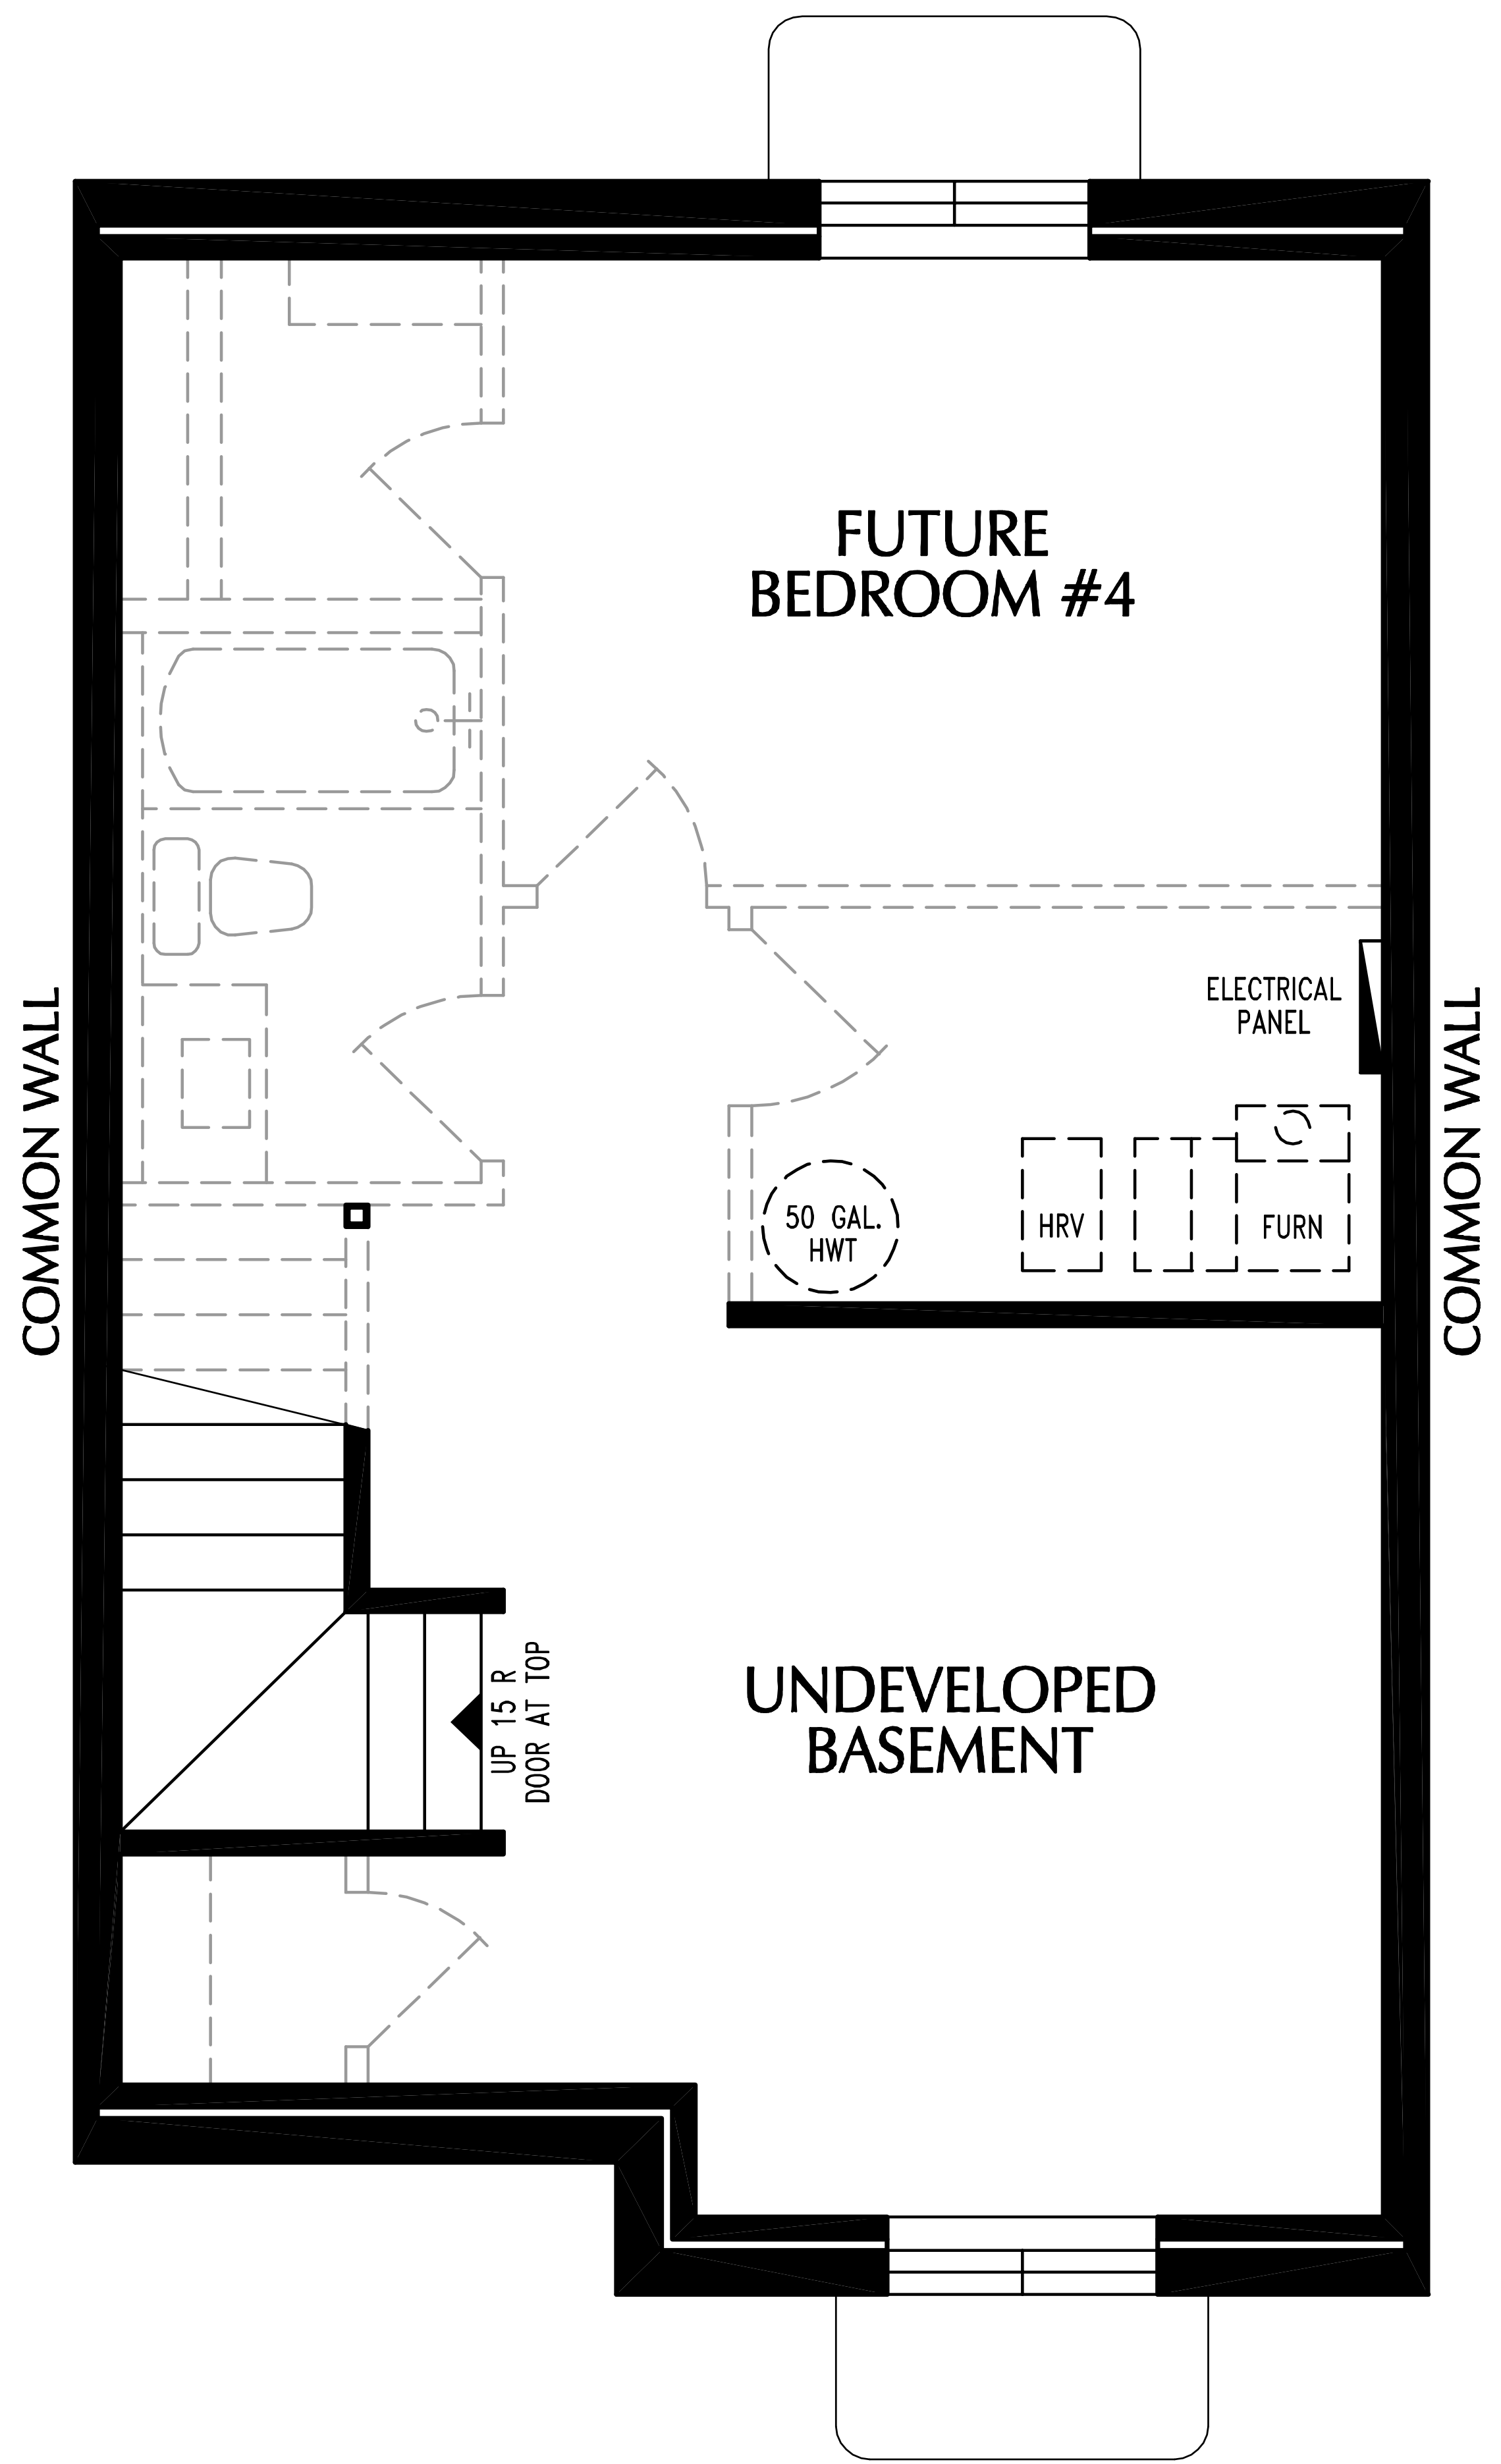 FUTURE
BEDROOM #4
ELECTRICAL
PANEL
COMMON WALL
COMMON WALL
50 GAL.
HWT
HRV
FURN
UP 15 R
DOOR AT TOP
UNDEVELOPED
BASEMENT